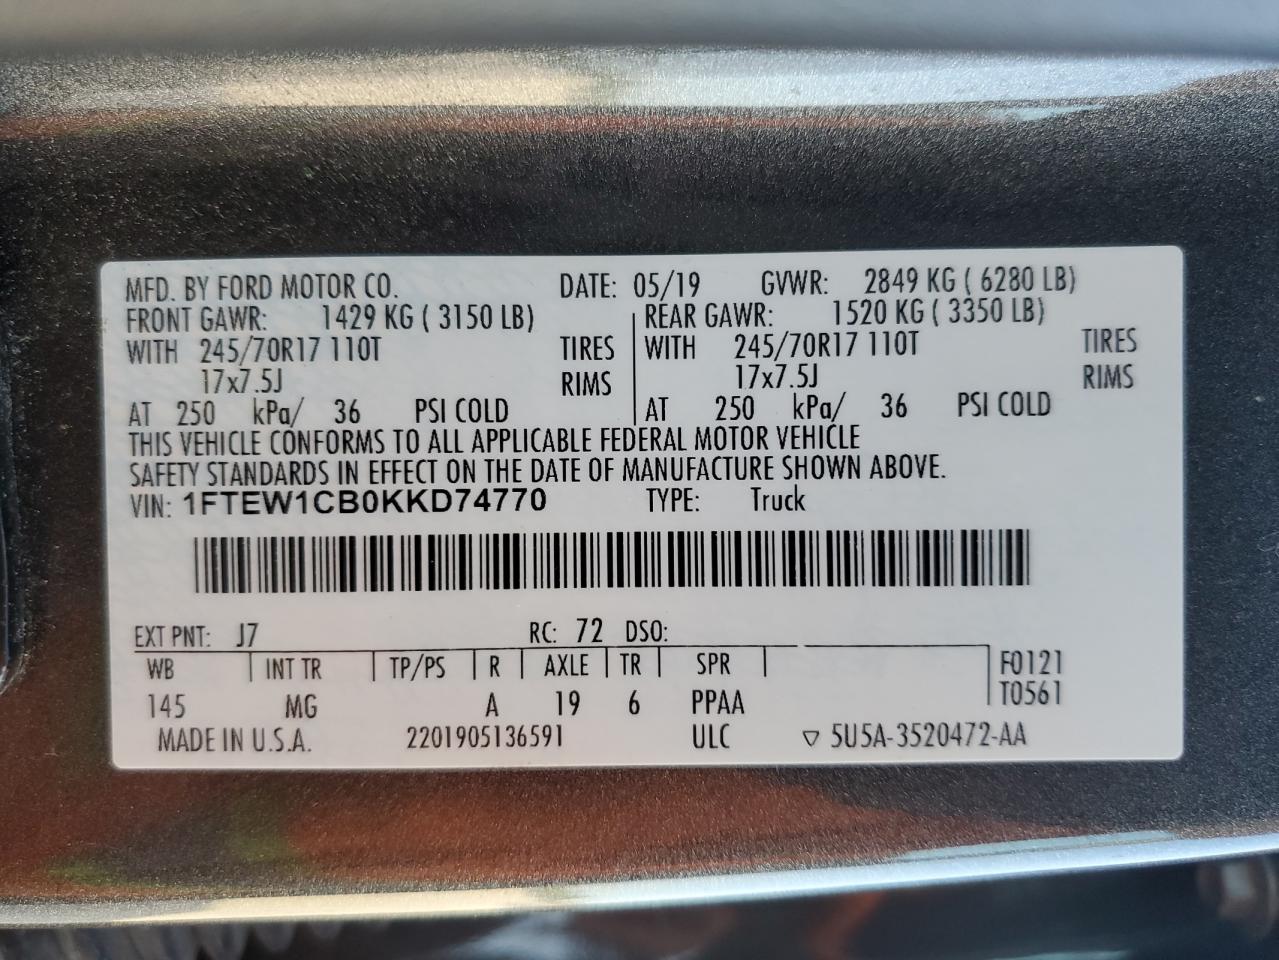 MFD. BY FORD MOTOR CO. DATE: 05/19 GVWR: 2849 KG ( 6280 LB)
FRONT GAWR: 1429 KG ( 3150 LB) REAR GAWR: 1520 KG ( 3350 LB)
WITH 245/70R17 110T TIRES WITH 245/70R17 110T TIRES
17x7.5J RIMS 17x7.5J RIMS
AT 250 kPa/ 36 PSI COLD AT 250 kPa/ 36 PSI COLD
THIS VEHICLE CONFORMS TO ALL APPLICABLE FEDERAL MOTOR VEHICLE
SAFETY STANDARDS IN EFFECT ON THE DATE OF MANUFACTURE SHOWN ABOVE.
VIN: 1FTEW1CB0KKD74770 TYPE: Truck
EXT PNT: J7 RC: 72 DSO:
WB INT TR TP/PS R AXLE TR SPR F0121
145 MG A 19 6 PPAA T0561
MADE IN U.S.A. 2201905136591 ULC ▽ 5U5A-3520472-AA